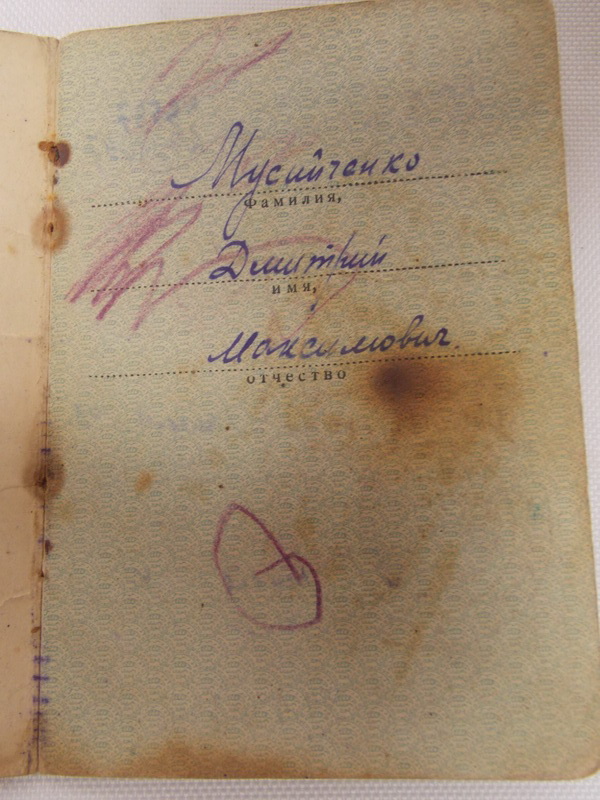 Мусийченко
фамилия,
Дмитрий
имя,
Максимович
отчество